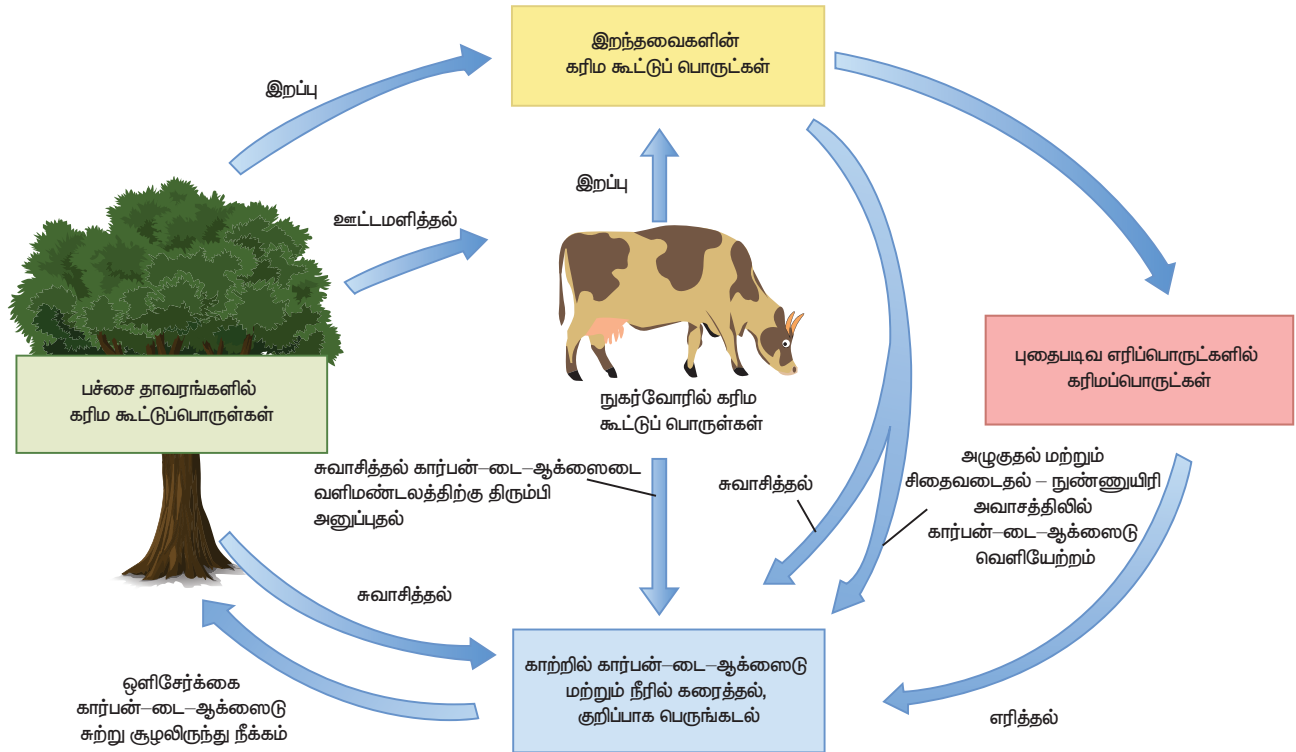 இறந்தவைகளின்
கரிம கூட்டுப் பொருட்கள்
இறப்பு
இறப்பு
ஊட்டமளித்தல்
பச்சை தாவரங்களில்
கரிம கூட்டுப்பொருள்கள்
நுகர்வோரில் கரிம
கூட்டுப் பொருள்கள்
புதைபடிவ எரிப்பொருட்களில்
கரிமப்பொருட்கள்
சுவாசித்தல் கார்பன்–டை–ஆக்ஸைடை
வளிமண்டலத்திற்கு திரும்பி
அனுப்புதல்
சுவாசித்தல்
அழுகுதல் மற்றும்
சிதைவடைதல் – நுண்ணுயிரி
அவாசத்திலில்
கார்பன்–டை–ஆக்ஸைடு
வெளியேற்றம்
சுவாசித்தல்
காற்றில் கார்பன்–டை–ஆக்ஸைடு
மற்றும் நீரில் கரைத்தல்,
குறிப்பாக பெருங்கடல்
ஒளிசேர்க்கை
கார்பன்–டை–ஆக்ஸைடு
சுற்று சூழலிருந்து நீக்கம்
எரித்தல்